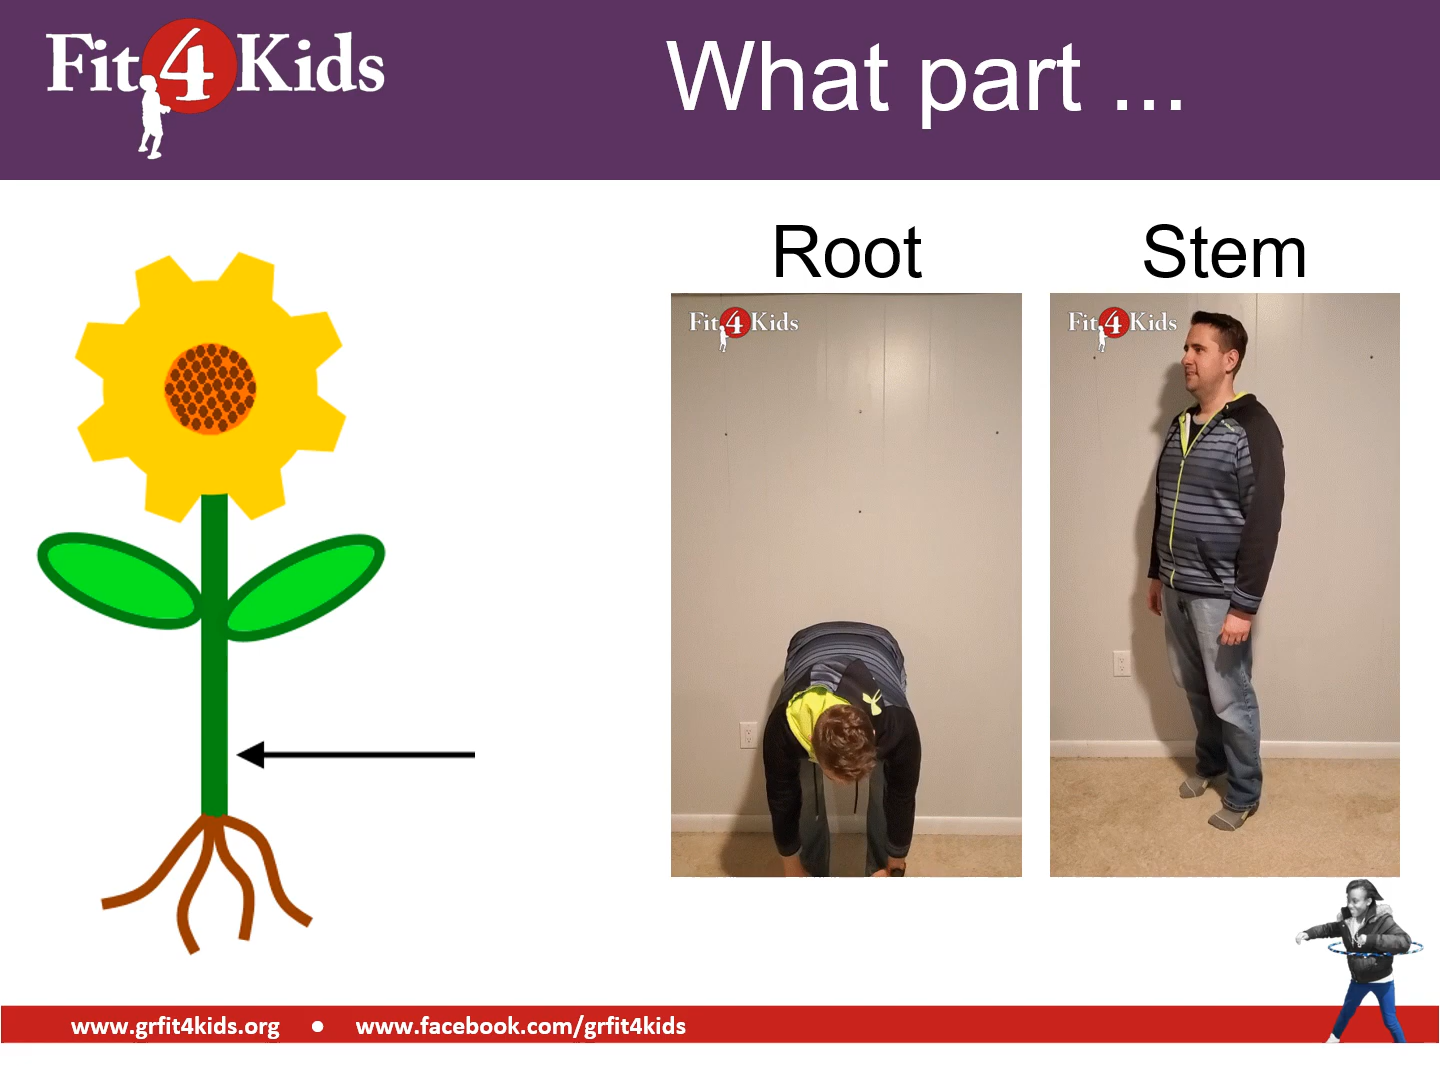 Fit 4 Kids
What part ...
Root
Stem
Fit 4 Kids
Fit 4 Kids
www.grfit4kids.org • www.facebook.com/grfit4kids